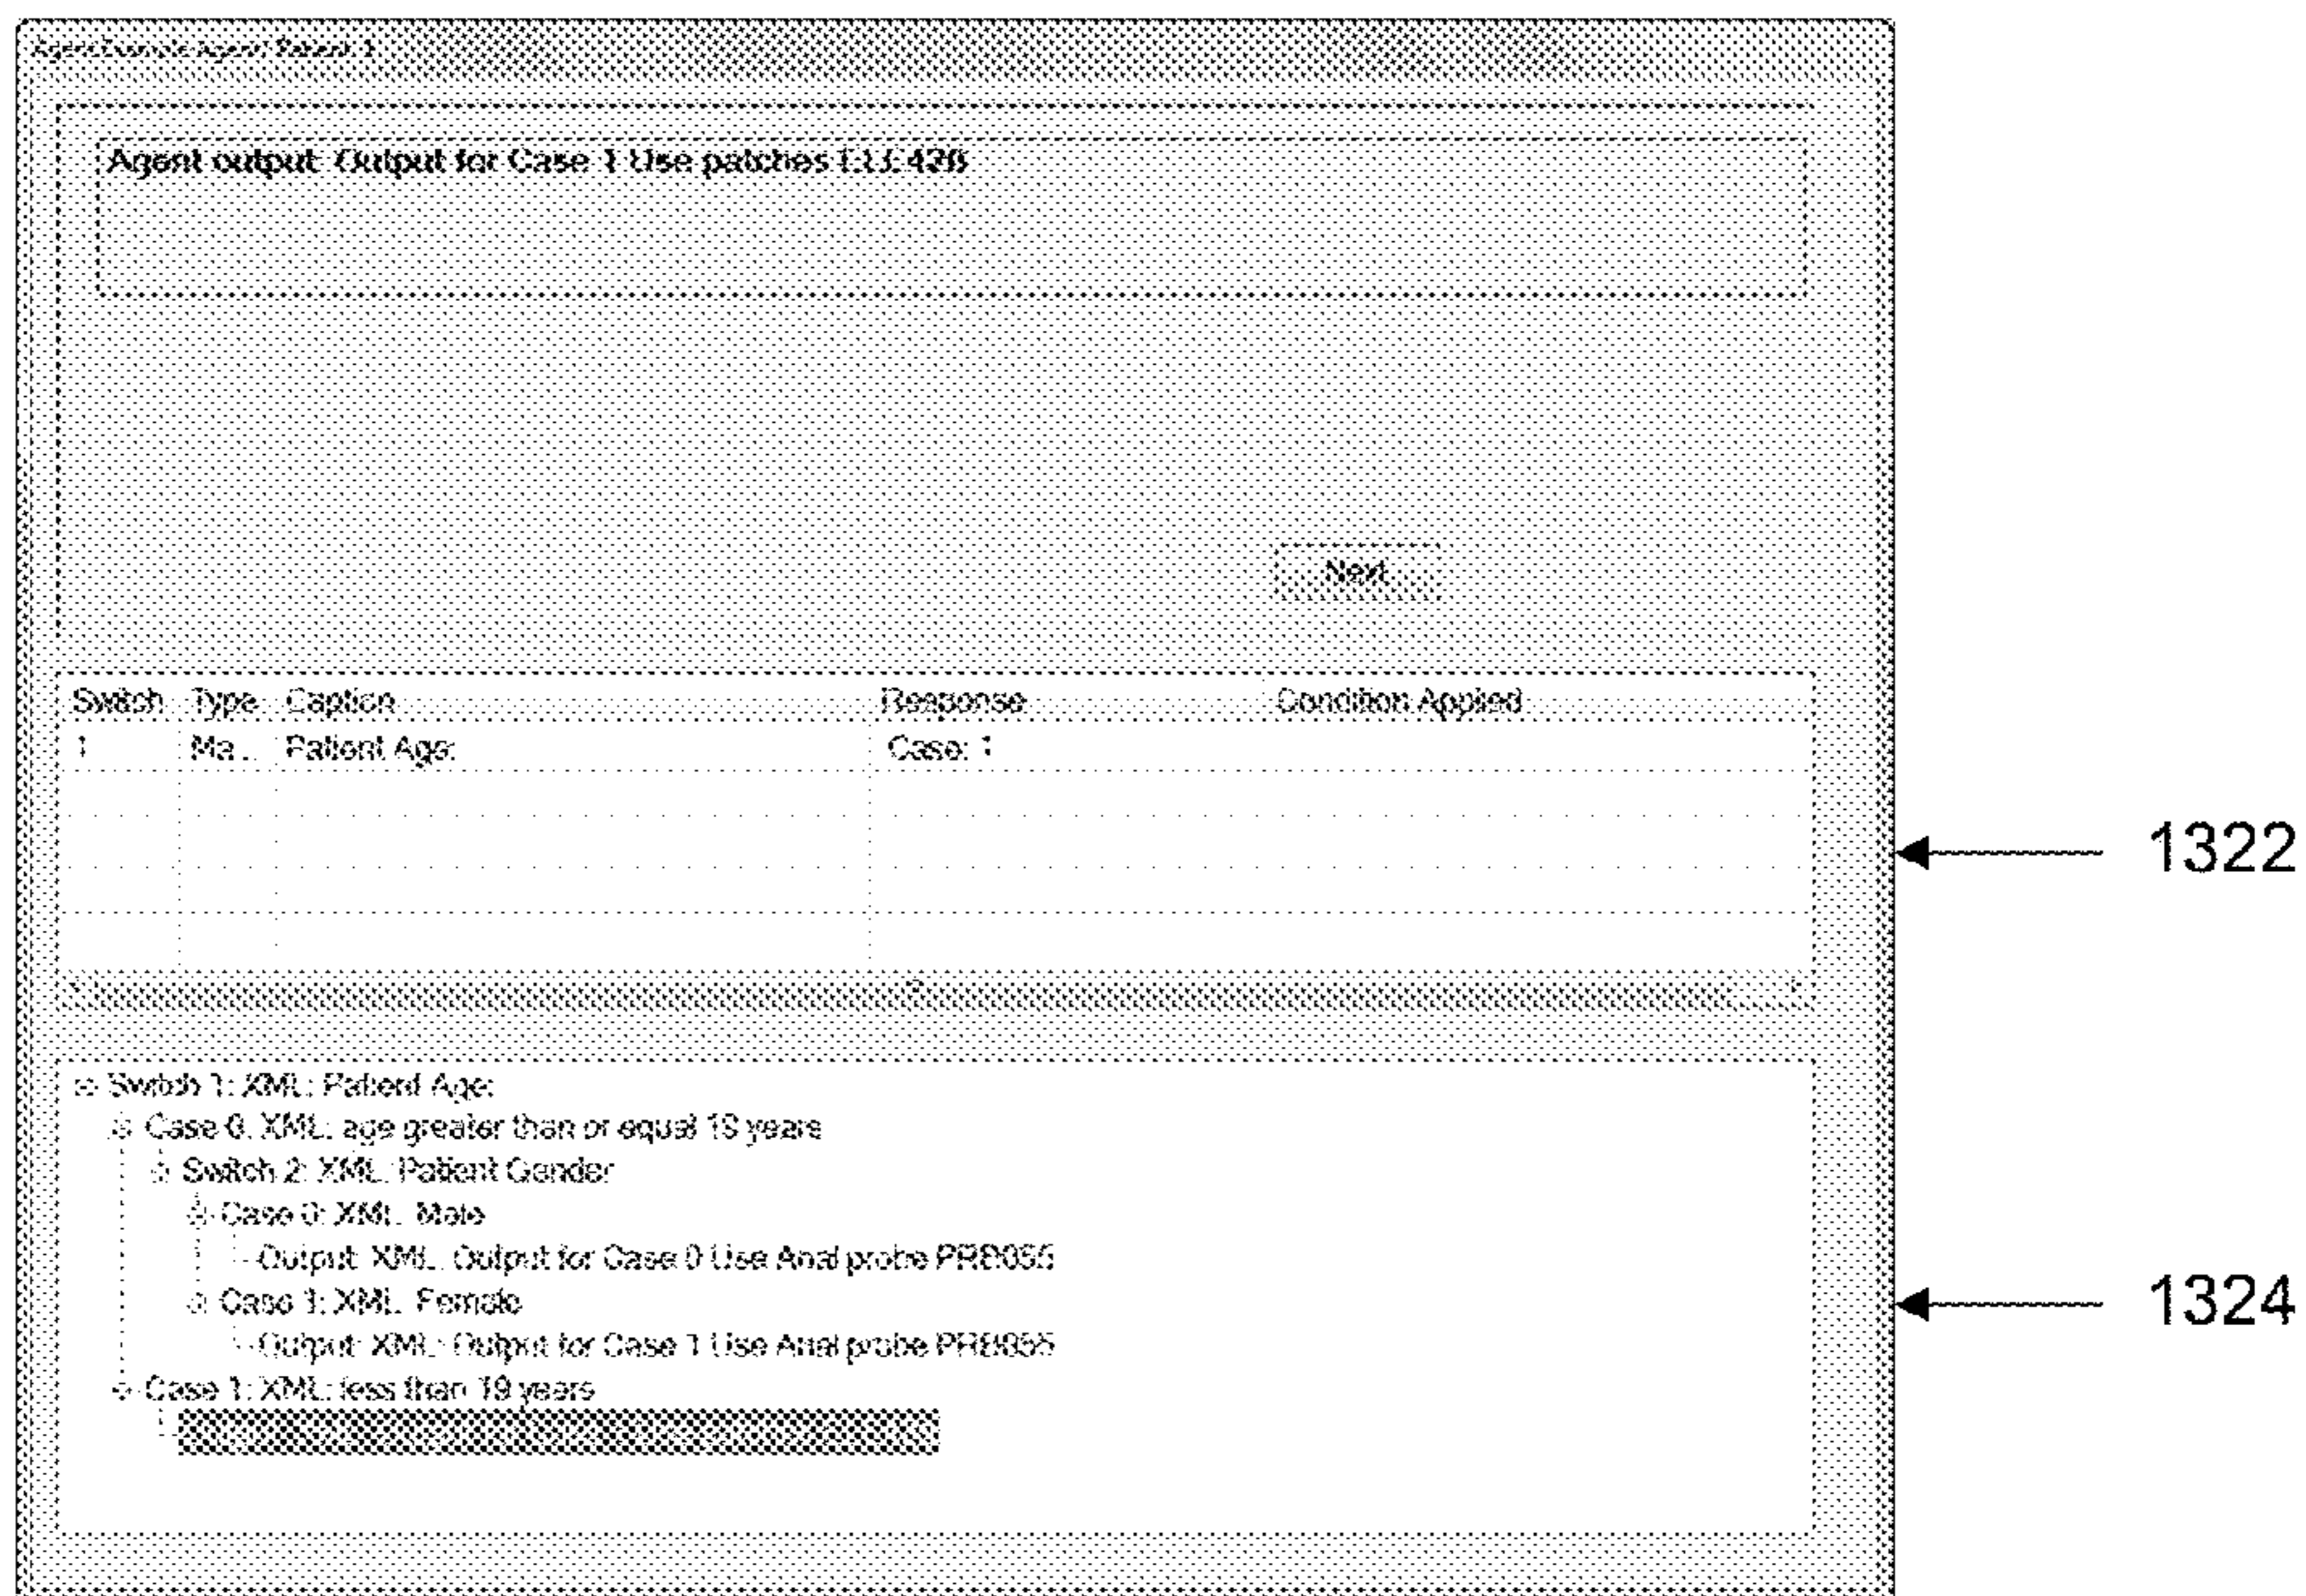 Agent output: Output for Case 1 Use patches
Next
Switch Type Caption Response Condition Applied
1 Ma... Patient Age: Case: 1
1322
Switch 1: XML: Patient Age:
Case 0: XML: age greater than or equal 19 years
Switch 2: XML: Patient Gender
Case 0: XML: Male
Output: XML: Output for Case 0 Use Anal probe PRB055
Case 1: XML: Female
1324
Output: XML: Output for Case 1 Use Anal probe PRB055
Case 1: XML: less than 19 years